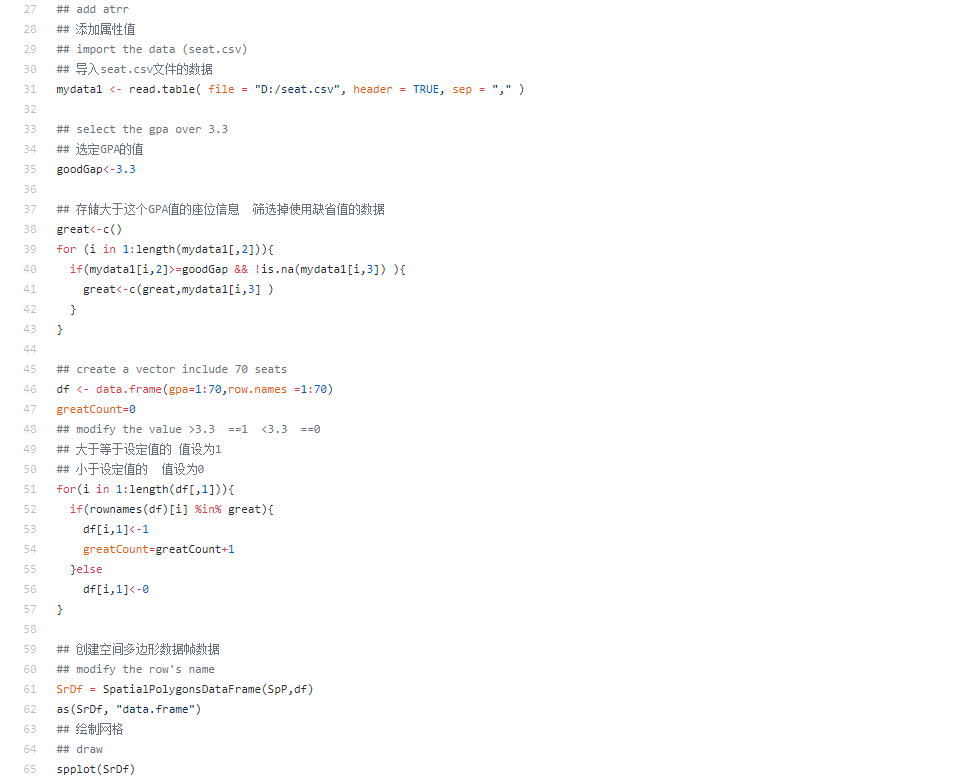 27 ## add atrr
28 ## 添加属性值
29 ## import the data (seat.csv)
30 ## 导入seat.csv文件的数据
31 mydata1 <- read.table( file = "D:/seat.csv", header = TRUE, sep = "," )
32
33 ## select the gpa over 3.3
34 ## 选定GPA的值
35 goodGap<-3.3
36
37 ## 存储大于这个GPA值的座位信息  筛选掉使用缺省值的数据
38 great<-c()
39 for (i in 1:length(mydata1[,2])){
40   if(mydata1[i,2]>=goodGap && !is.na(mydata1[i,3]) ){
41     great<-c(great,mydata1[i,3] )
42   }
43 }
44
45 ## create a vector include 70 seats
46 df <- data.frame(gpa=1:70,row.names =1:70)
47 greatCount=0
48 ## modify the value >3.3  ==1  <3.3  ==0
49 ## 大于等于设定值的 值设为1
50 ## 小于设定值的  值设为0
51 for(i in 1:length(df[,1])){
52   if(rownames(df)[i] %in% great){
53     df[i,1]<-1
54     greatCount=greatCount+1
55   }else
56     df[i,1]<-0
57 }
58
59 ## 创建空间多边形数据帧数据
60 ## modify the row's name
61 SrDf = SpatialPolygonsDataFrame(SpP,df)
62 as(SrDf, "data.frame")
63 ## 绘制网格
64 ## draw
65 spplot(SrDf)